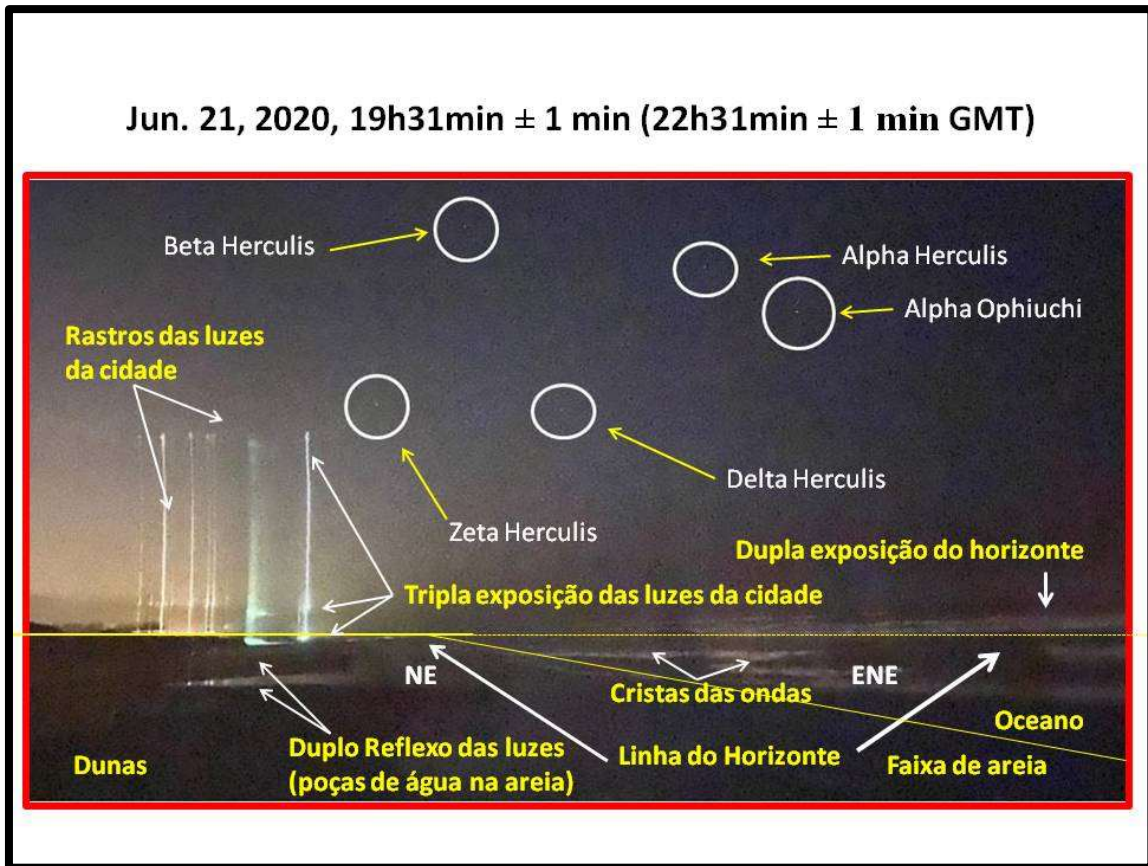 Jun. 21, 2020, 19h31min ± 1 min (22h31min ± 1 min GMT)
Beta Herculis
Alpha Herculis
Alpha Ophiuchi
Rastros das luzes
da cidade
Delta Herculis
Zeta Herculis
Dupla exposição do horizonte
Tripla exposição das luzes da cidade
NE
ENE
Cristas das ondas
Oceano
Duplo Reflexo das luzes
(poças de água na areia)
Linha do Horizonte
Faixa de areia
Dunas